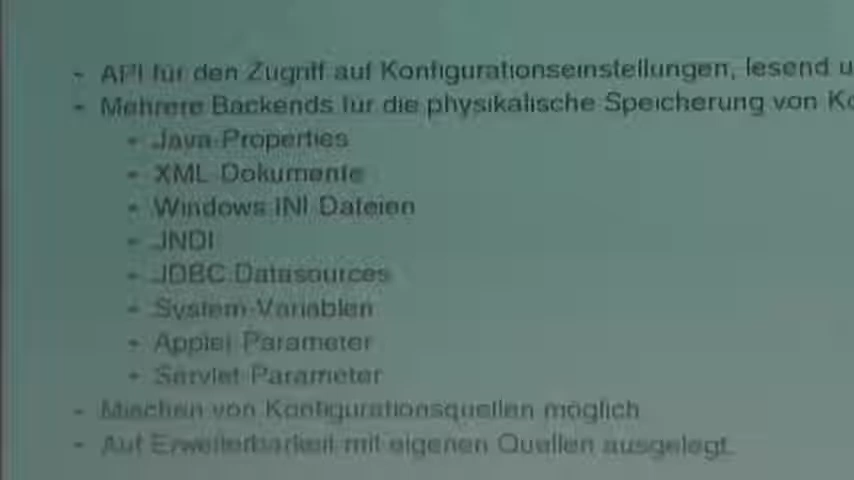 - API für den Zugriff auf Konfigurationseinstellungen, lesend u
- Mehrere Backends für die physikalische Speicherung von Ko
- Java-Properties
- XML-Dokumente
- Windows INI Dateien
- JNDI
- JDBC Datasources
- System-Variablen
- Applet Parameter
- Servlet Parameter
- Mischen von Konfigurationsquellen möglich
- Auf Erweiterbarkeit mit eigenen Quellen ausgelegt